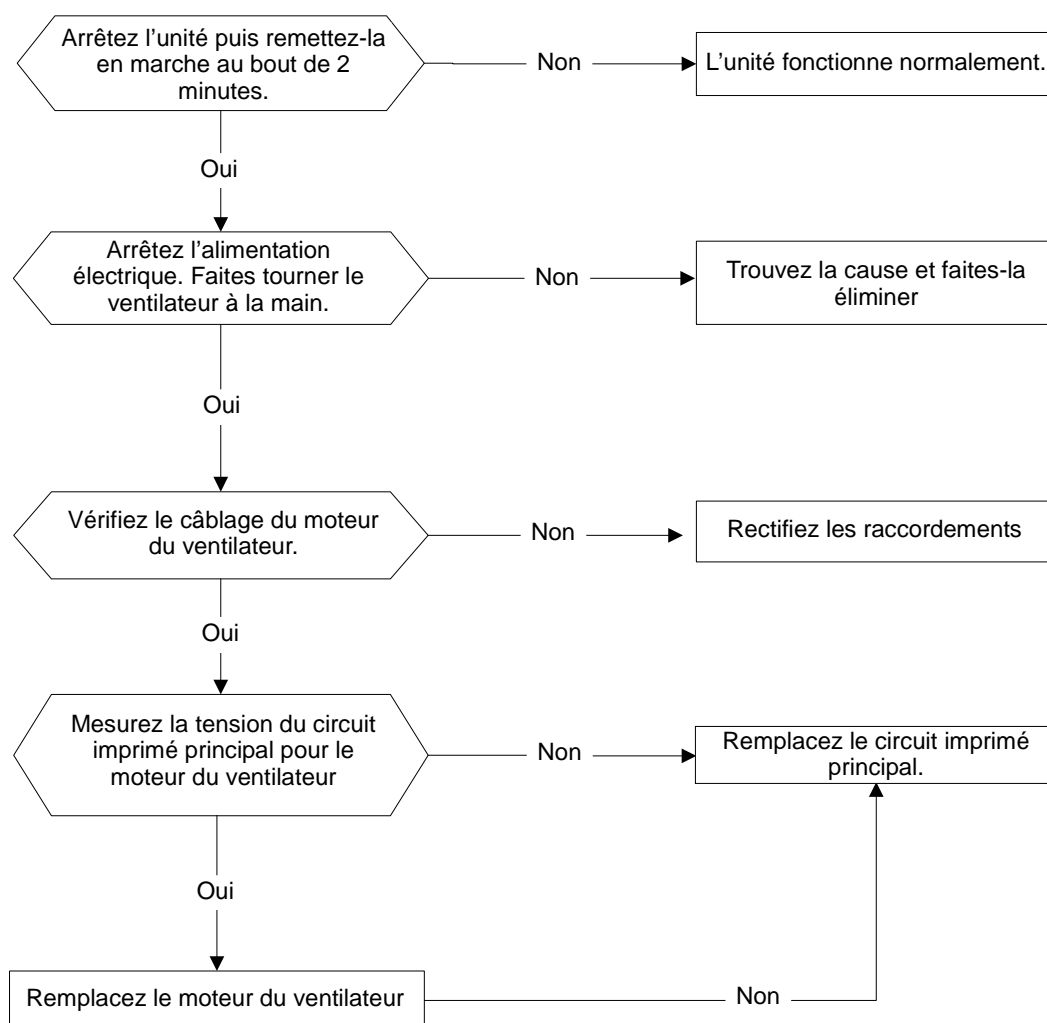 Arrêtez l’unité puis remettez-la
en marche au bout de 2
minutes.
Non
L’unité fonctionne normalement.
Oui
Arrêtez l’alimentation
électrique. Faites tourner le
ventilateur à la main.
Non
Trouvez la cause et faites-la
éliminer
Oui
Vérifiez le câblage du moteur
du ventilateur.
Non
Rectifiez les raccordements
Oui
Mesurez la tension du circuit
imprimé principal pour le
moteur du ventilateur
Non
Remplacez le circuit imprimé
principal.
Oui
Remplacez le moteur du ventilateur
Non